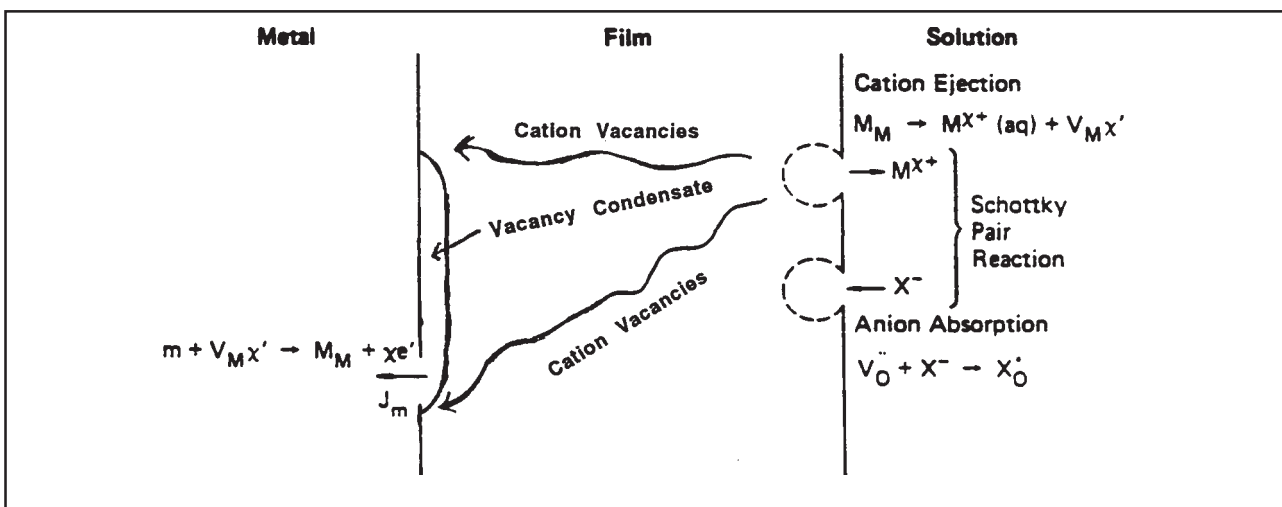 Metal
Film
Solution
Cation Ejection
M_M → M^χ+ (aq) + V_M χ'
Cation Vacancies
M^χ+
Vacancy Condensate
Schottky
Pair
Reaction
X⁻
Cation Vacancies
Anion Absorption
m + V_M χ' → M_M + χe'
V_Ö + X⁻ → X_O^•
J_m